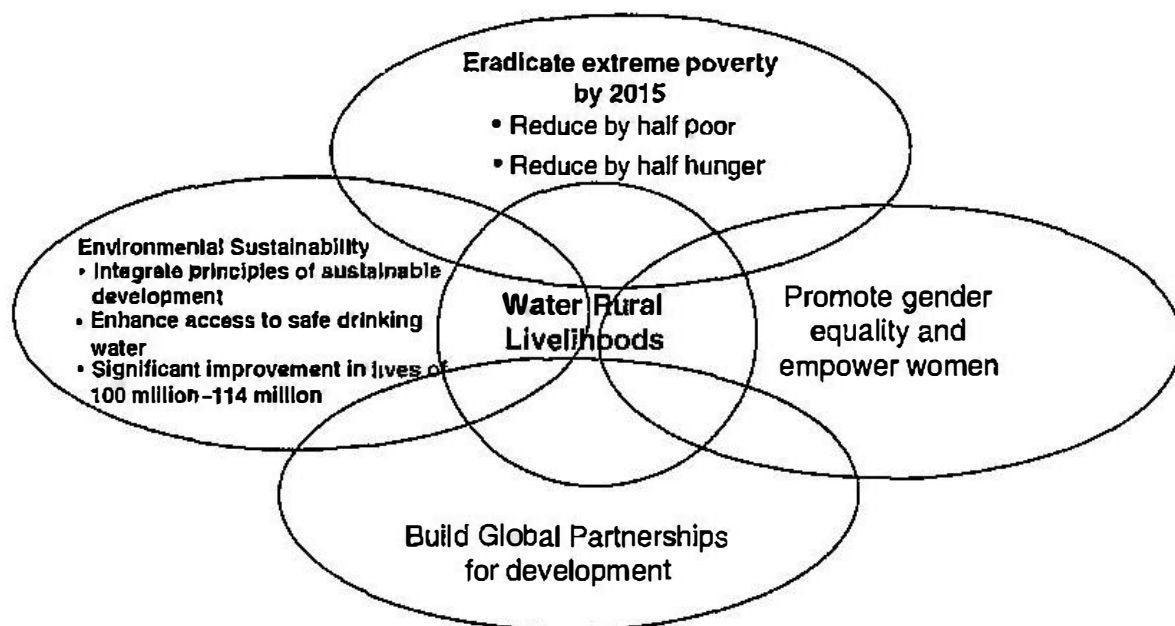 Eradicate extreme poverty
by 2015
• Reduce by half poor
• Reduce by half hunger
Environmental Sustainability
• Integrate principles of sustainable
development
• Enhance access to safe drinking
water
• Significant improvement in lives of
100 million–114 million
Water Rural
Livelihoods
Promote gender
equality and
empower women
Build Global Partnerships
for development